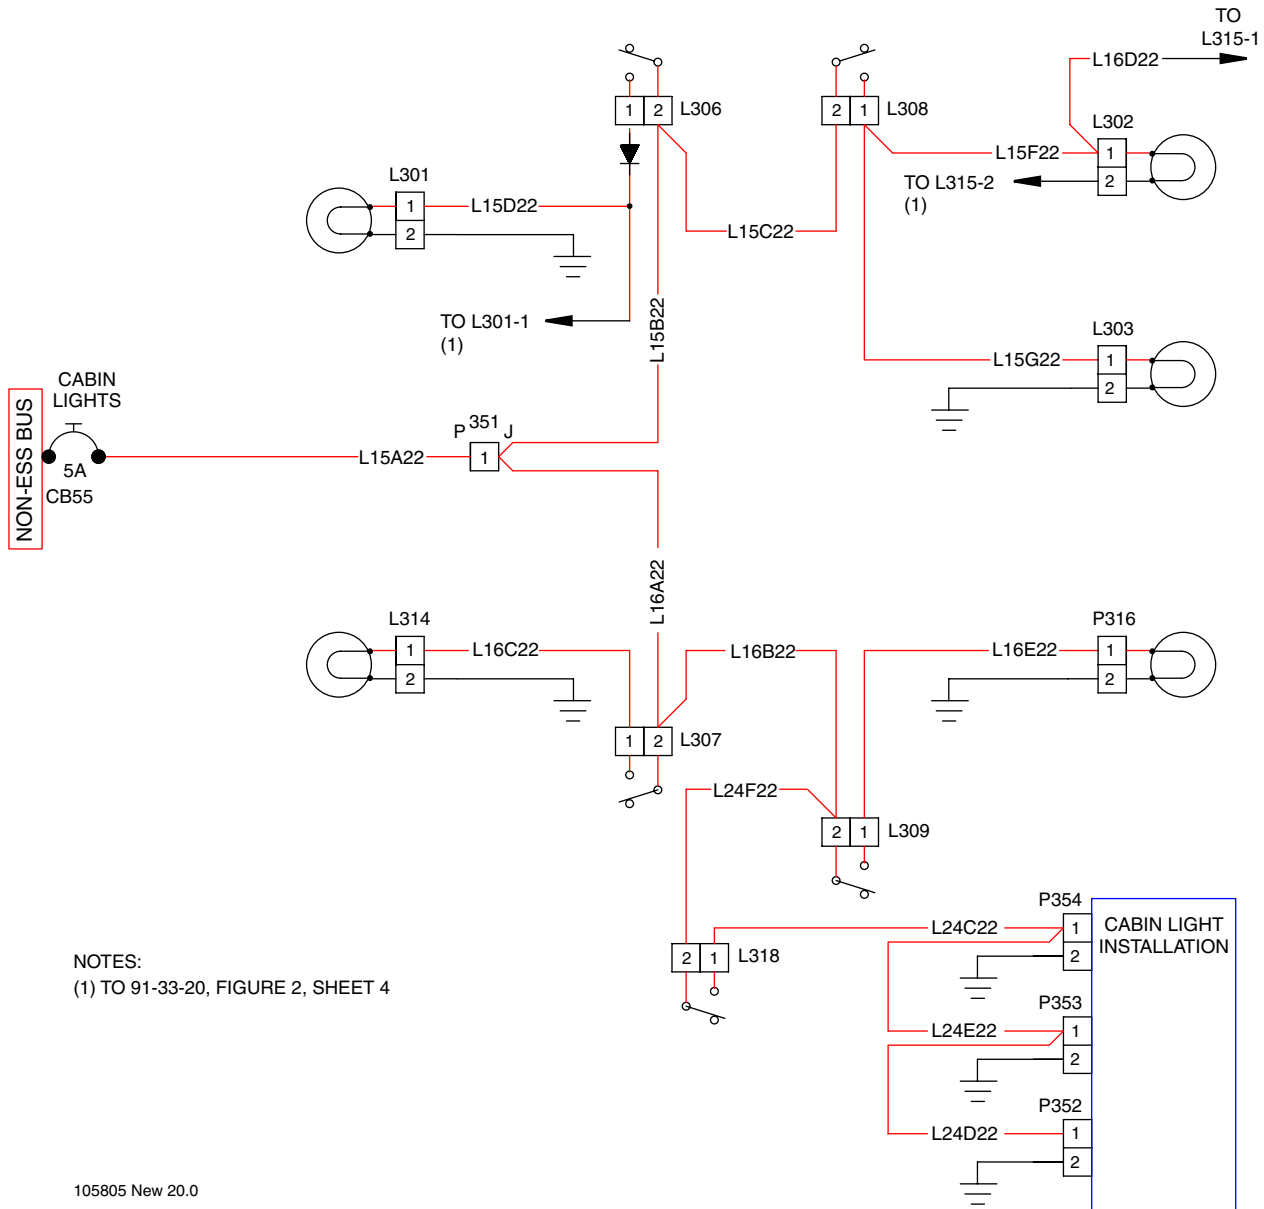 TO
L315-1
L16D22
1 2 L306
2 1 L308
L302
1
2
L15F22
TO L315-2
(1)
L301
1
2
L15D22
L15C22
TO L301-1
(1)
L15B22
L303
1
2
L15G22
CABIN
LIGHTS
NON-ESS BUS
5A
CB55
L15A22
P 351 J
1
L16A22
L314
1
2
L16C22
L16B22
L16E22
P316
1
2
1 2 L307
L24F22
2 1 L309
P354
1
2
L24C22
CABIN LIGHT
INSTALLATION
2 1 L318
NOTES:
(1) TO 91-33-20, FIGURE 2, SHEET 4
P353
1
2
L24E22
P352
1
2
L24D22
105805 New 20.0